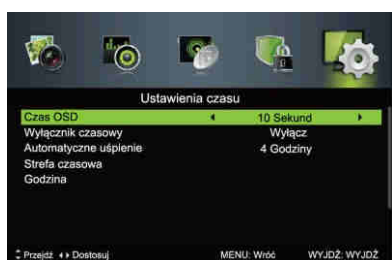 Ustawienia czasu
Czas OSD 10 Sekund
Wyłącznik czasowy Wyłącz
Automatyczne uśpienie 4 Godziny
Strefa czasowa
Godzina
Przejdź Dostosuj MENU: Wróć WYJDŹ: WYJDŹ